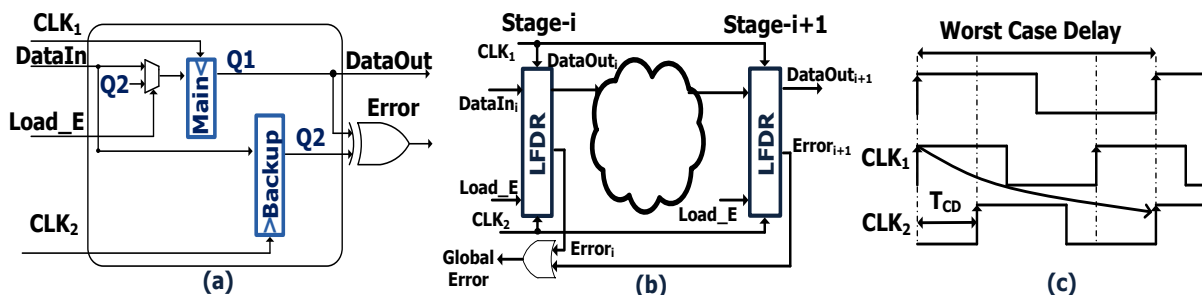 CLK1
DataIn
Q2
Load_E
Main
Q1
DataOut
Error
Backup
Q2
CLK2
(a)
Stage-i
Stage-i+1
CLK1
DataOuti
DataIni
LFDR
LFDR
DataOuti+1
Errori+1
Load_E
Load_E
CLK2
Global
Error
Errori
(b)
Worst Case Delay
CLK1
TCD
CLK2
(c)